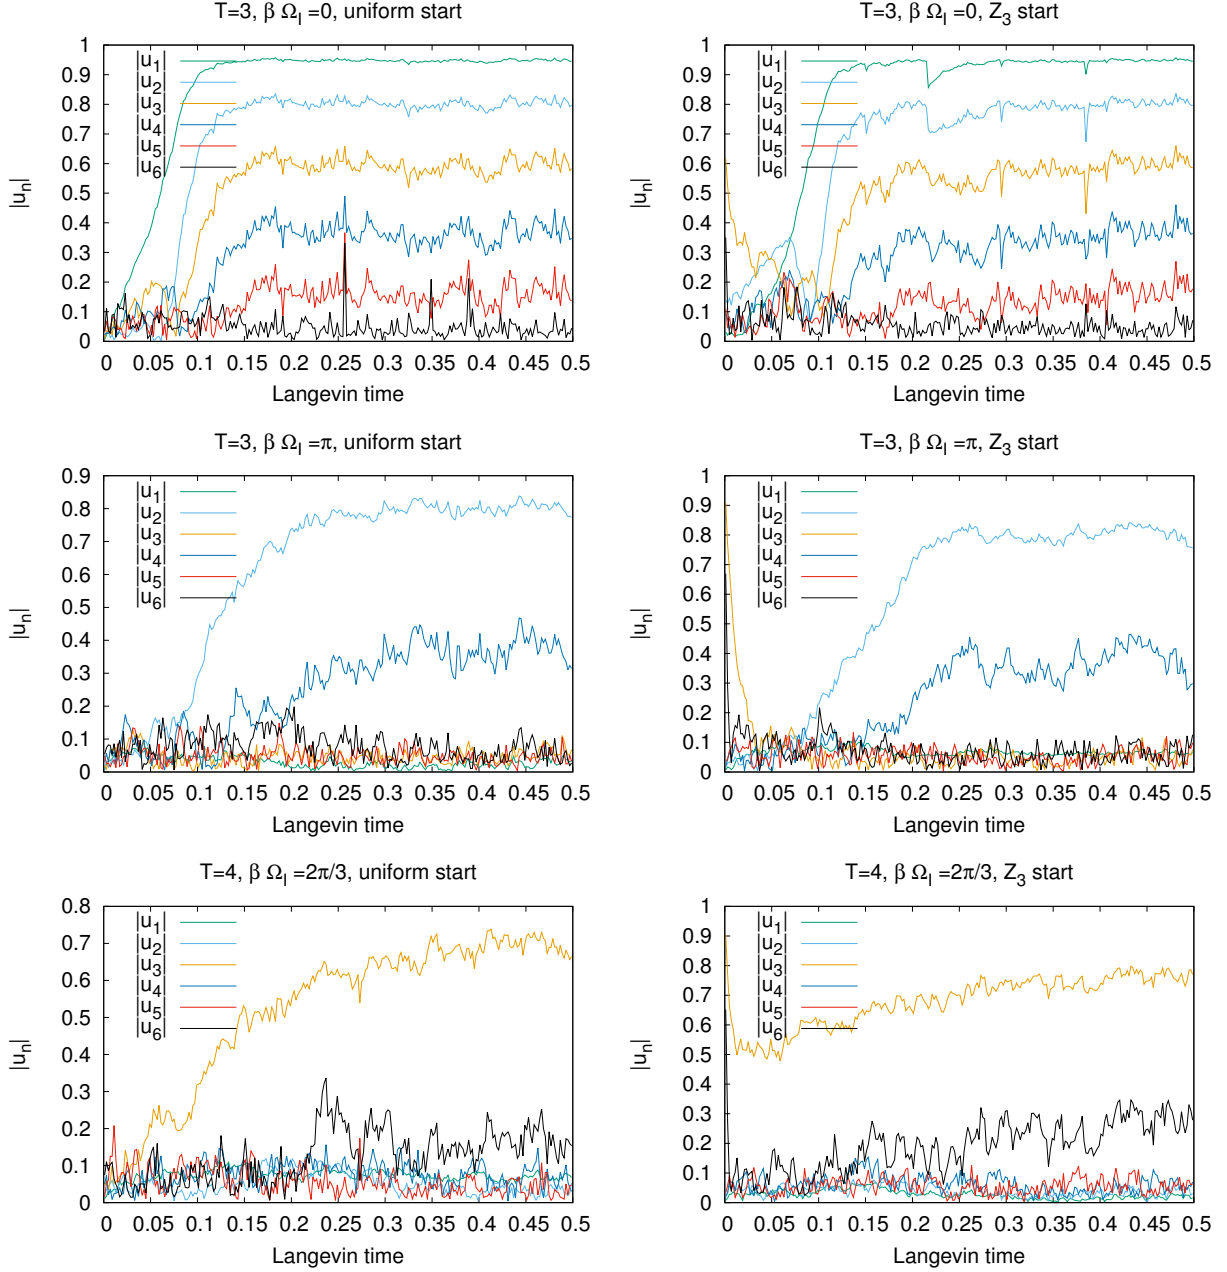 T=3, β Ω_I =0, uniform start
|u_n|
1
0.9
0.8
0.7
0.6
0.5
0.4
0.3
0.2
0.1
0
|u_1|
|u_2|
|u_3|
|u_4|
|u_5|
|u_6|
0 0.05 0.1 0.15 0.2 0.25 0.3 0.35 0.4 0.45 0.5
Langevin time
T=3, β Ω_I =0, Z_3 start
|u_n|
1
0.9
0.8
0.7
0.6
0.5
0.4
0.3
0.2
0.1
0
|u_1|
|u_2|
|u_3|
|u_4|
|u_5|
|u_6|
0 0.05 0.1 0.15 0.2 0.25 0.3 0.35 0.4 0.45 0.5
Langevin time
T=3, β Ω_I =π, uniform start
|u_n|
0.9
0.8
0.7
0.6
0.5
0.4
0.3
0.2
0.1
0
|u_1|
|u_2|
|u_3|
|u_4|
|u_5|
|u_6|
0 0.05 0.1 0.15 0.2 0.25 0.3 0.35 0.4 0.45 0.5
Langevin time
T=3, β Ω_I =π, Z_3 start
|u_n|
1
0.9
0.8
0.7
0.6
0.5
0.4
0.3
0.2
0.1
0
|u_1|
|u_2|
|u_3|
|u_4|
|u_5|
|u_6|
0 0.05 0.1 0.15 0.2 0.25 0.3 0.35 0.4 0.45 0.5
Langevin time
T=4, β Ω_I =2π/3, uniform start
|u_n|
0.8
0.7
0.6
0.5
0.4
0.3
0.2
0.1
0
|u_1|
|u_2|
|u_3|
|u_4|
|u_5|
|u_6|
0 0.05 0.1 0.15 0.2 0.25 0.3 0.35 0.4 0.45 0.5
Langevin time
T=4, β Ω_I =2π/3, Z_3 start
|u_n|
1
0.9
0.8
0.7
0.6
0.5
0.4
0.3
0.2
0.1
0
|u_1|
|u_2|
|u_3|
|u_4|
|u_5|
|u_6|
0 0.05 0.1 0.15 0.2 0.25 0.3 0.35 0.4 0.45 0.5
Langevin time